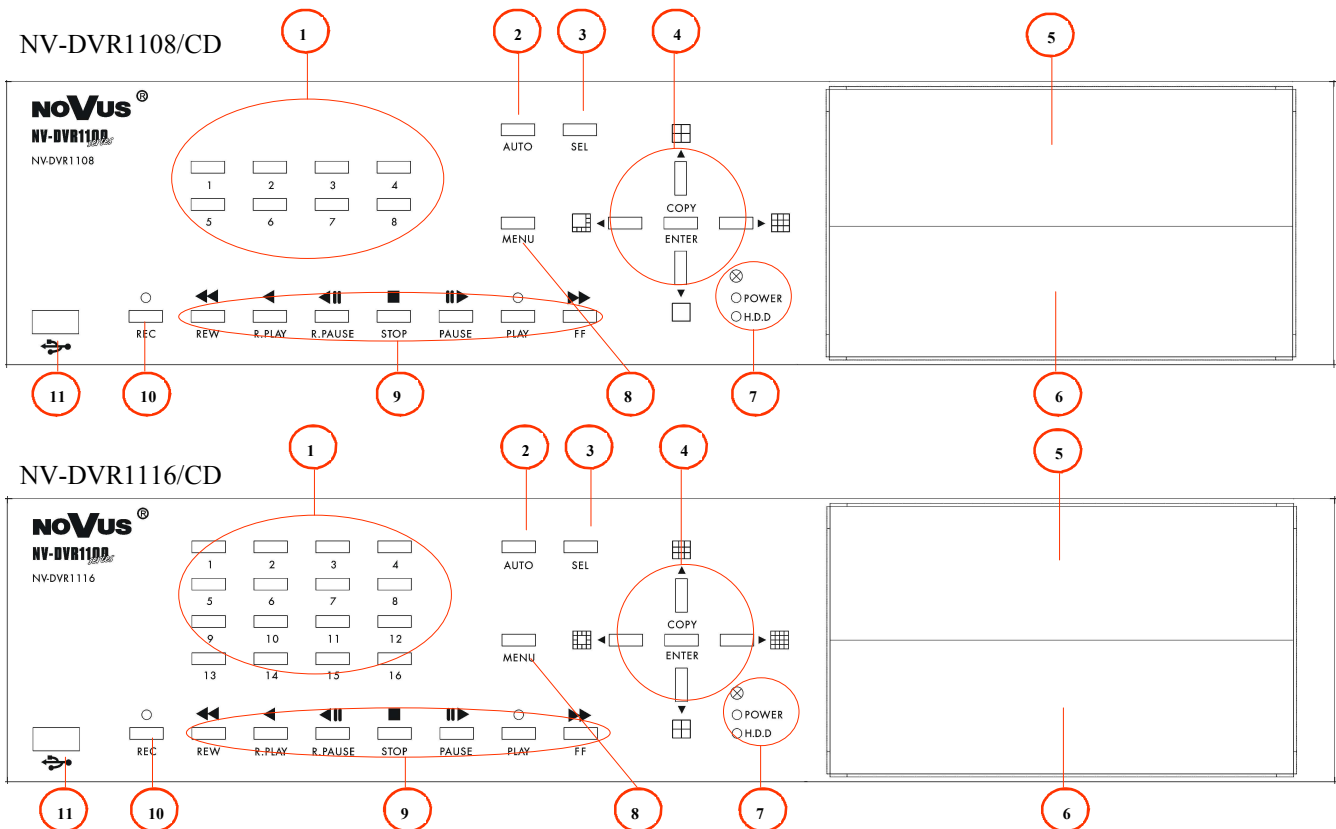 1 2 3 4 5
NV-DVR1108/CD
NOVUS ®
NV-DVR1100 series
NV-DVR1108
AUTO SEL
1 2 3 4
COPY
5 6 7 8
MENU ENTER
POWER
H.D.D
REC REW R.PLAY R.PAUSE STOP PAUSE PLAY FF
11 10 9 8 7 6
1 2 3 4 5
NV-DVR1116/CD
NOVUS ®
NV-DVR1100 series
NV-DVR1116
AUTO SEL
1 2 3 4
5 6 7 8
COPY
9 10 11 12
MENU ENTER
13 14 15 16
POWER
H.D.D
REC REW R.PLAY R.PAUSE STOP PAUSE PLAY FF
11 10 9 8 7 6